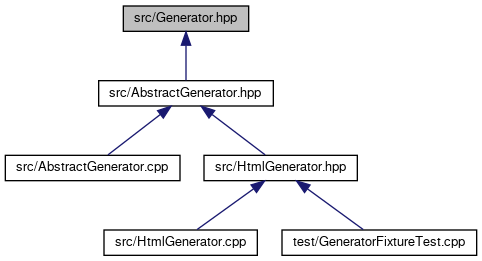 src/Generator.hpp
src/AbstractGenerator.hpp
src/AbstractGenerator.cpp
src/HtmlGenerator.hpp
src/HtmlGenerator.cpp
test/GeneratorFixtureTest.cpp